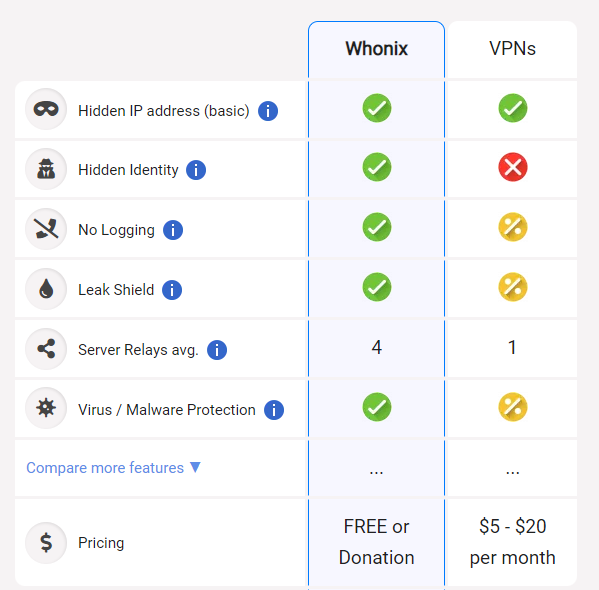 Whonix VPNs
Hidden IP address (basic)
Hidden Identity
No Logging
Leak Shield
Server Relays avg. 4 1
Virus / Malware Protection
Compare more features ▼ ... ...
FREE or $5 - $20
Pricing
Donation per month